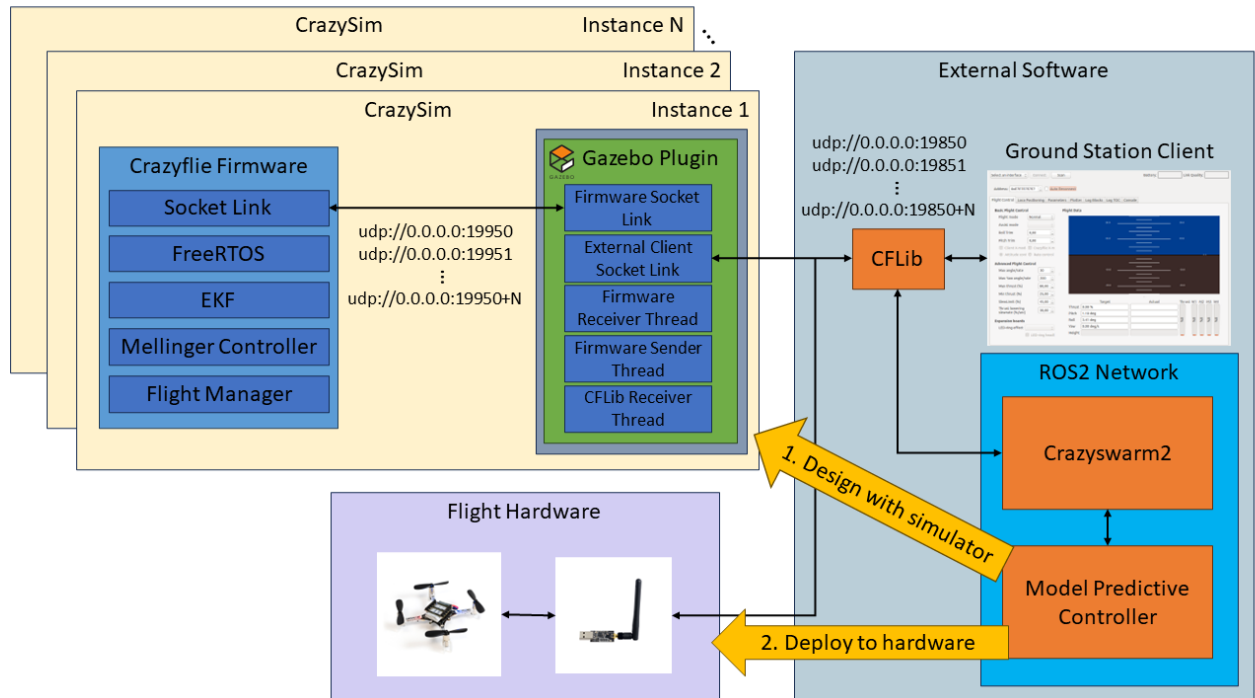 CrazySim
Instance N
CrazySim
Instance 2
CrazySim
Instance 1
Crazyflie Firmware
Socket Link
FreeRTOS
EKF
Mellinger Controller
Flight Manager
udp://0.0.0.0:19950
udp://0.0.0.0:19951
udp://0.0.0.0:19950+N
GAZEBO
Gazebo Plugin
Firmware Socket
Link
External Client
Socket Link
Firmware
Receiver Thread
Firmware Sender
Thread
CFLib Receiver
Thread
External Software
udp://0.0.0.0:19850
udp://0.0.0.0:19851
udp://0.0.0.0:19850+N
CFLib
Ground Station Client
ROS2 Network
Crazyswarm2
Model Predictive
Controller
1. Design with simulator
2. Deploy to hardware
Flight Hardware